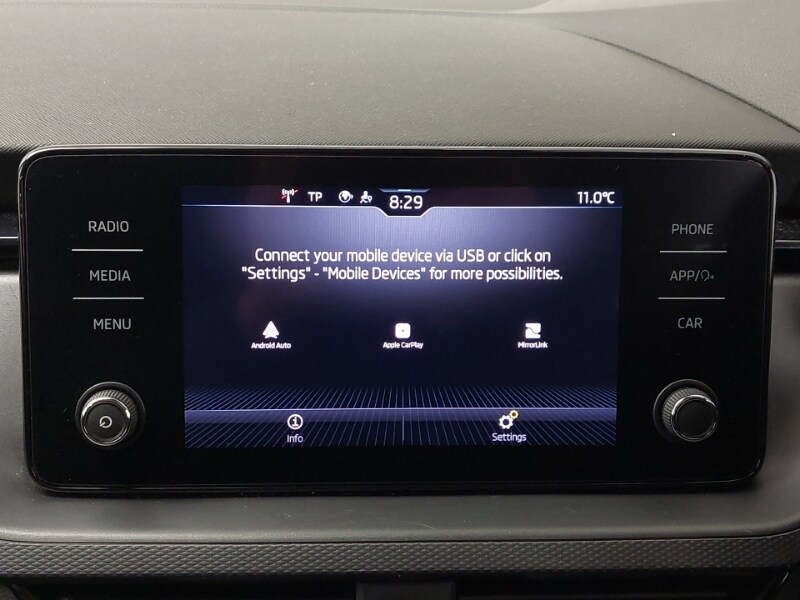 TP
8:29
11.0°C
RADIO
MEDIA
MENU
Connect your mobile device via USB or click on
"Settings" - "Mobile Devices" for more possibilities.
Android Auto
Apple CarPlay
MirrorLink
Info
Settings
PHONE
APP/
CAR